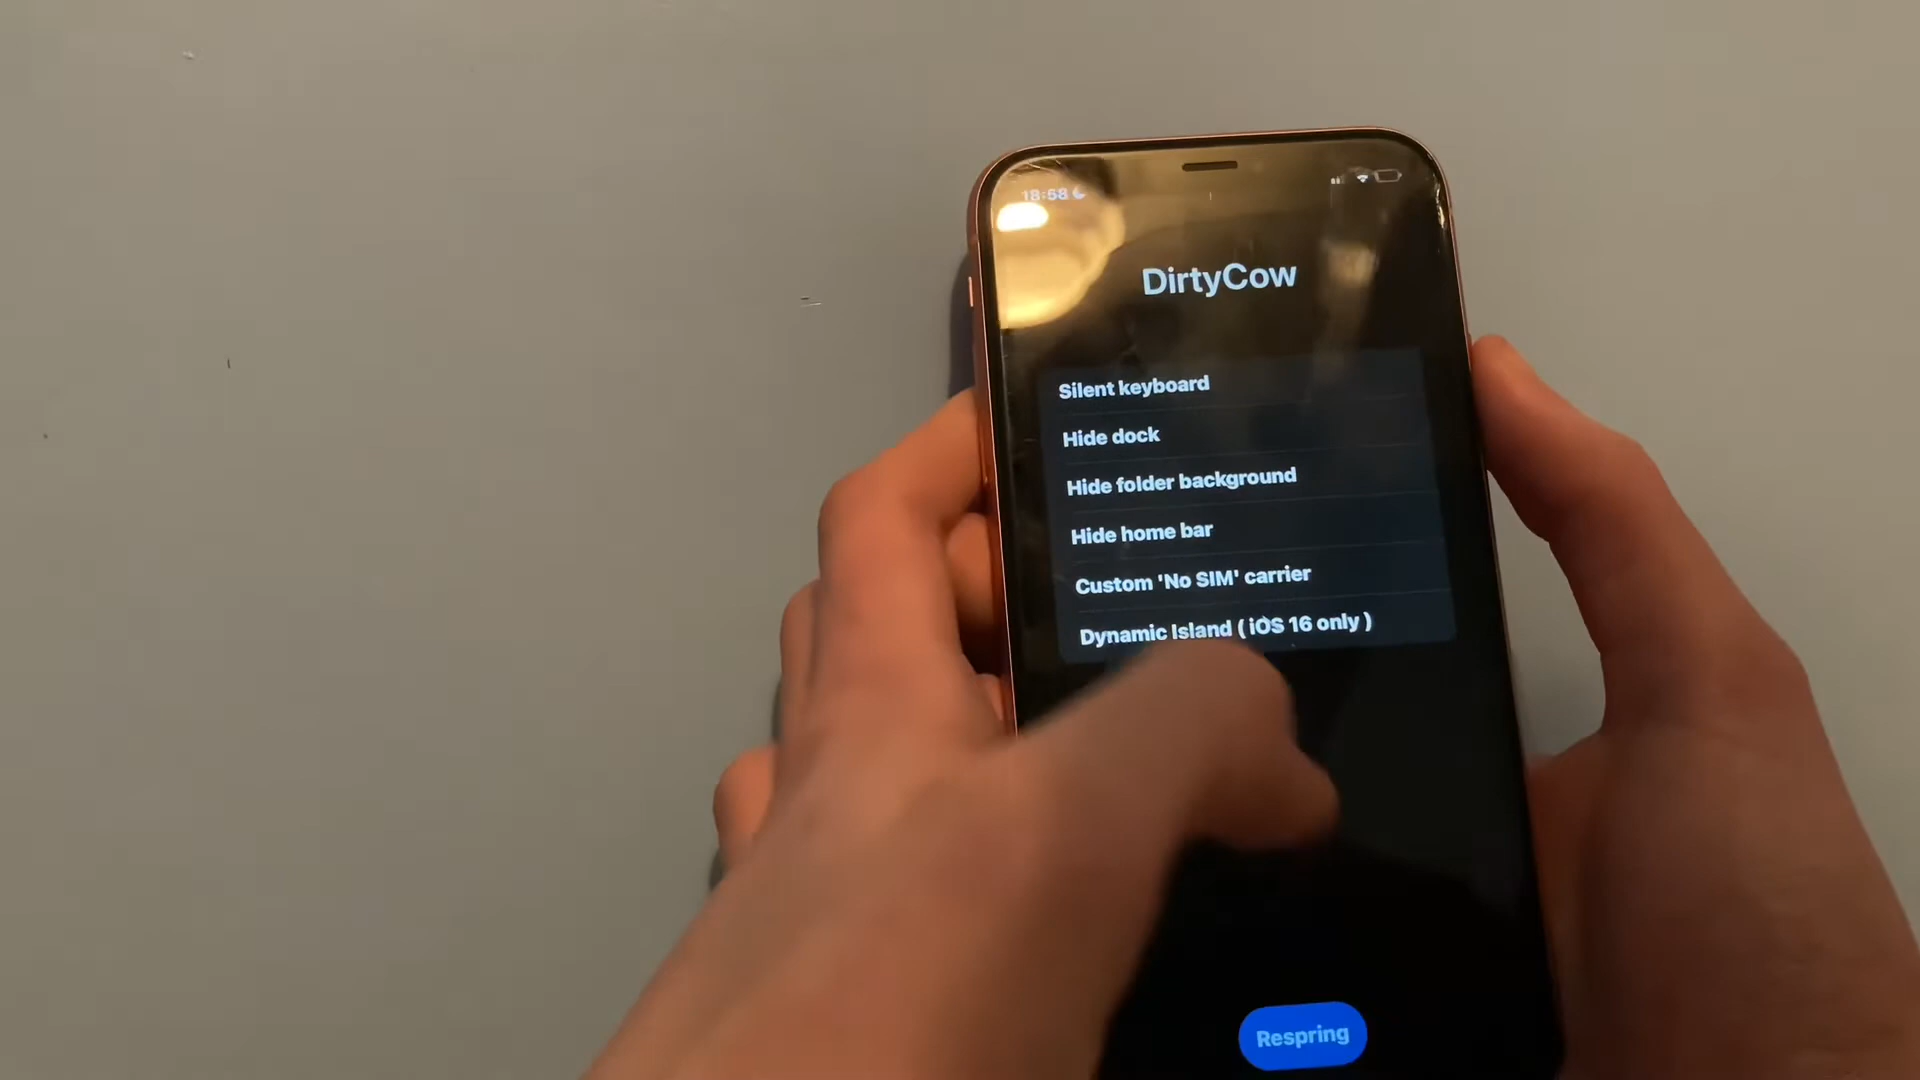 18:58
DirtyCow
Silent keyboard
Hide dock
Hide folder background
Hide home bar
Custom 'No SIM' carrier
Dynamic Island ( iOS 16 only )
Respring